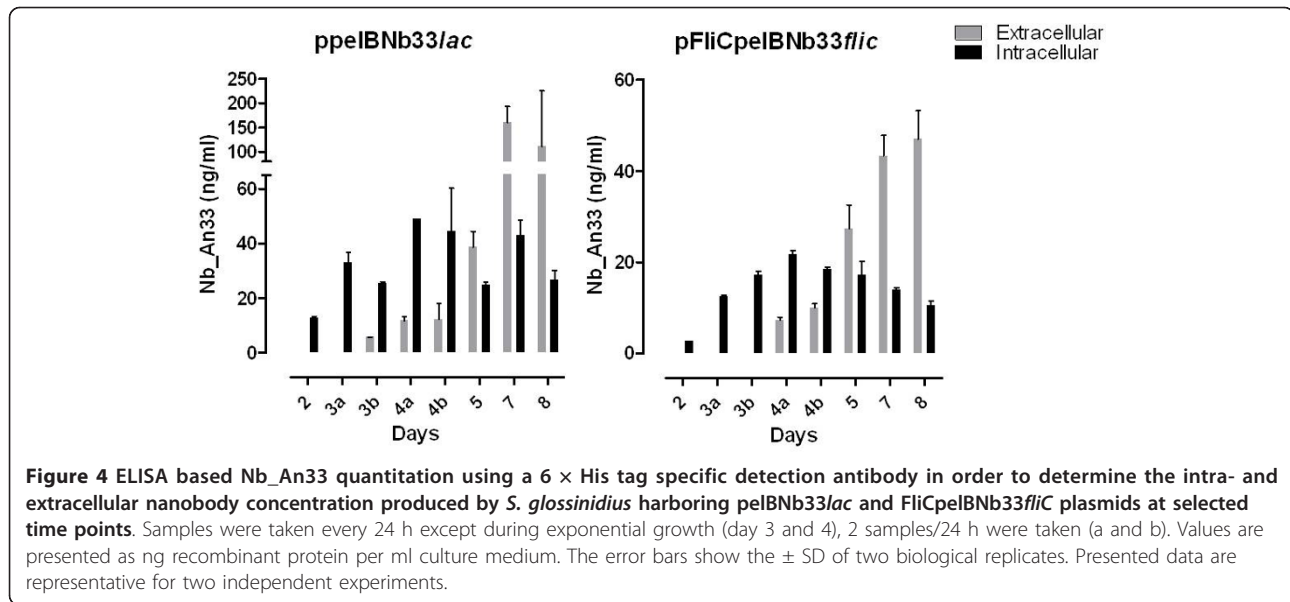 ppelBNb33lac
pFliCpelBNb33flic
Extracellular
Intracellular
Nb_An33 (ng/ml)
250
200
150
100
60
40
20
0
2
3a
3b
4a
4b
5
7
8
Days
Nb_An33 (ng/ml)
60
40
20
0
2
3a
3b
4a
4b
5
7
8
Days
Figure 4 ELISA based Nb_An33 quantitation using a 6 × His tag specific detection antibody in order to determine the intra- and
extracellular nanobody concentration produced by S. glossinidius harboring pelBNb33lac and FliCpelBNb33fliC plasmids at selected
time points. Samples were taken every 24 h except during exponential growth (day 3 and 4), 2 samples/24 h were taken (a and b). Values are
presented as ng recombinant protein per ml culture medium. The error bars show the ± SD of two biological replicates. Presented data are
representative for two independent experiments.